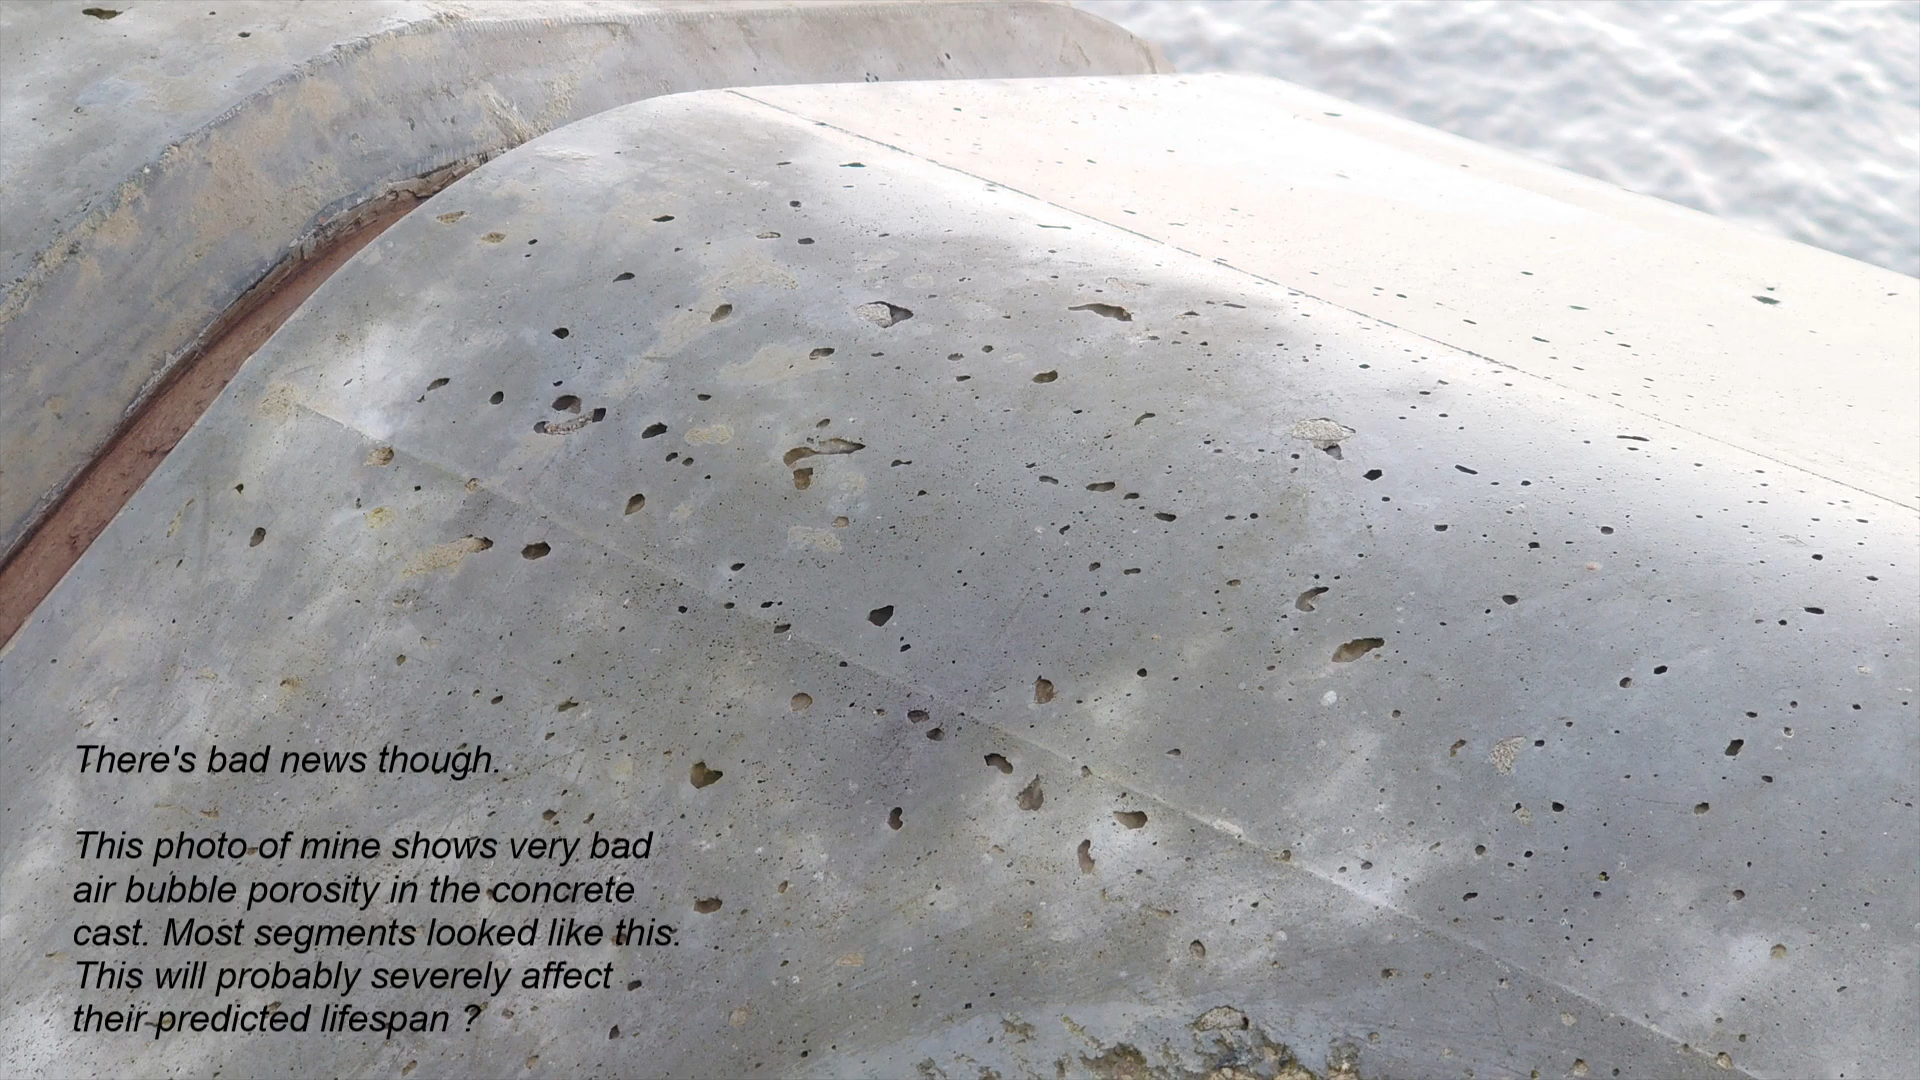 There's bad news though.
This photo of mine shows very bad
air bubble porosity in the concrete
cast. Most segments looked like this.
This will probably severely affect
their predicted lifespan ?